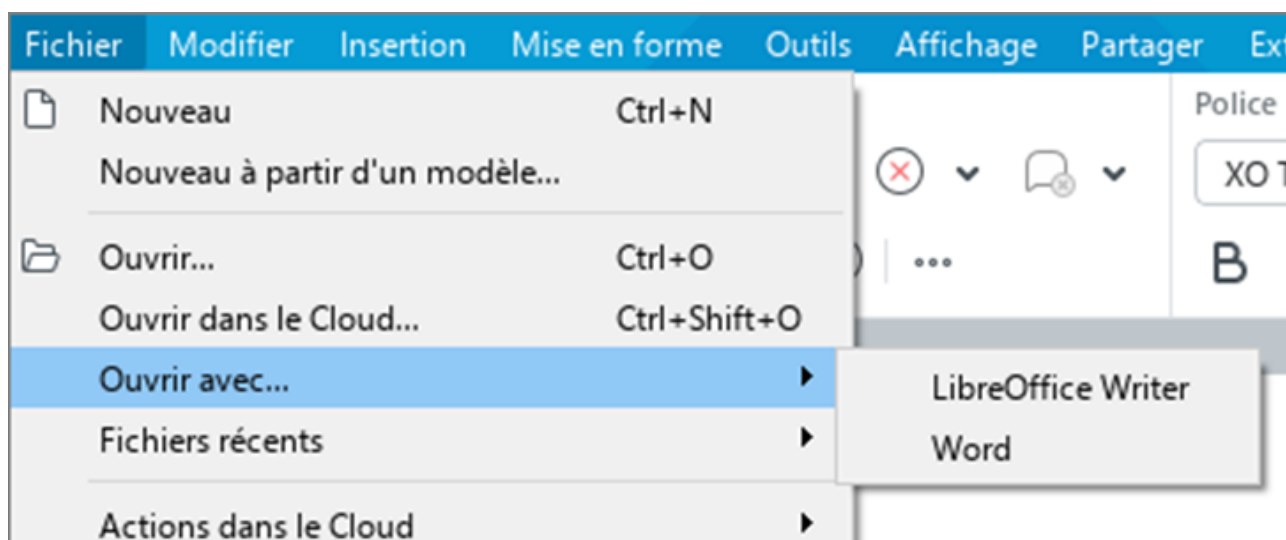 Fichier Modifier Insertion Mise en forme Outils Affichage Partager
Nouveau Ctrl+N
Police
Nouveau à partir d'un modèle...
XO
Ouvrir... Ctrl+O
B
Ouvrir dans le Cloud... Ctrl+Shift+O
Ouvrir avec...
LibreOffice Writer
Fichiers récents
Word
Actions dans le Cloud